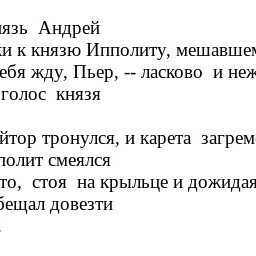 нязь Андрей
ки к князю Ипполиту, мешавшем
ебя жду, Пьер, -- ласково и неж
голос князя
йтор тронулся, и карета загрем
полит смеялся
то, стоя на крыльце и дожидая
бещал довезти